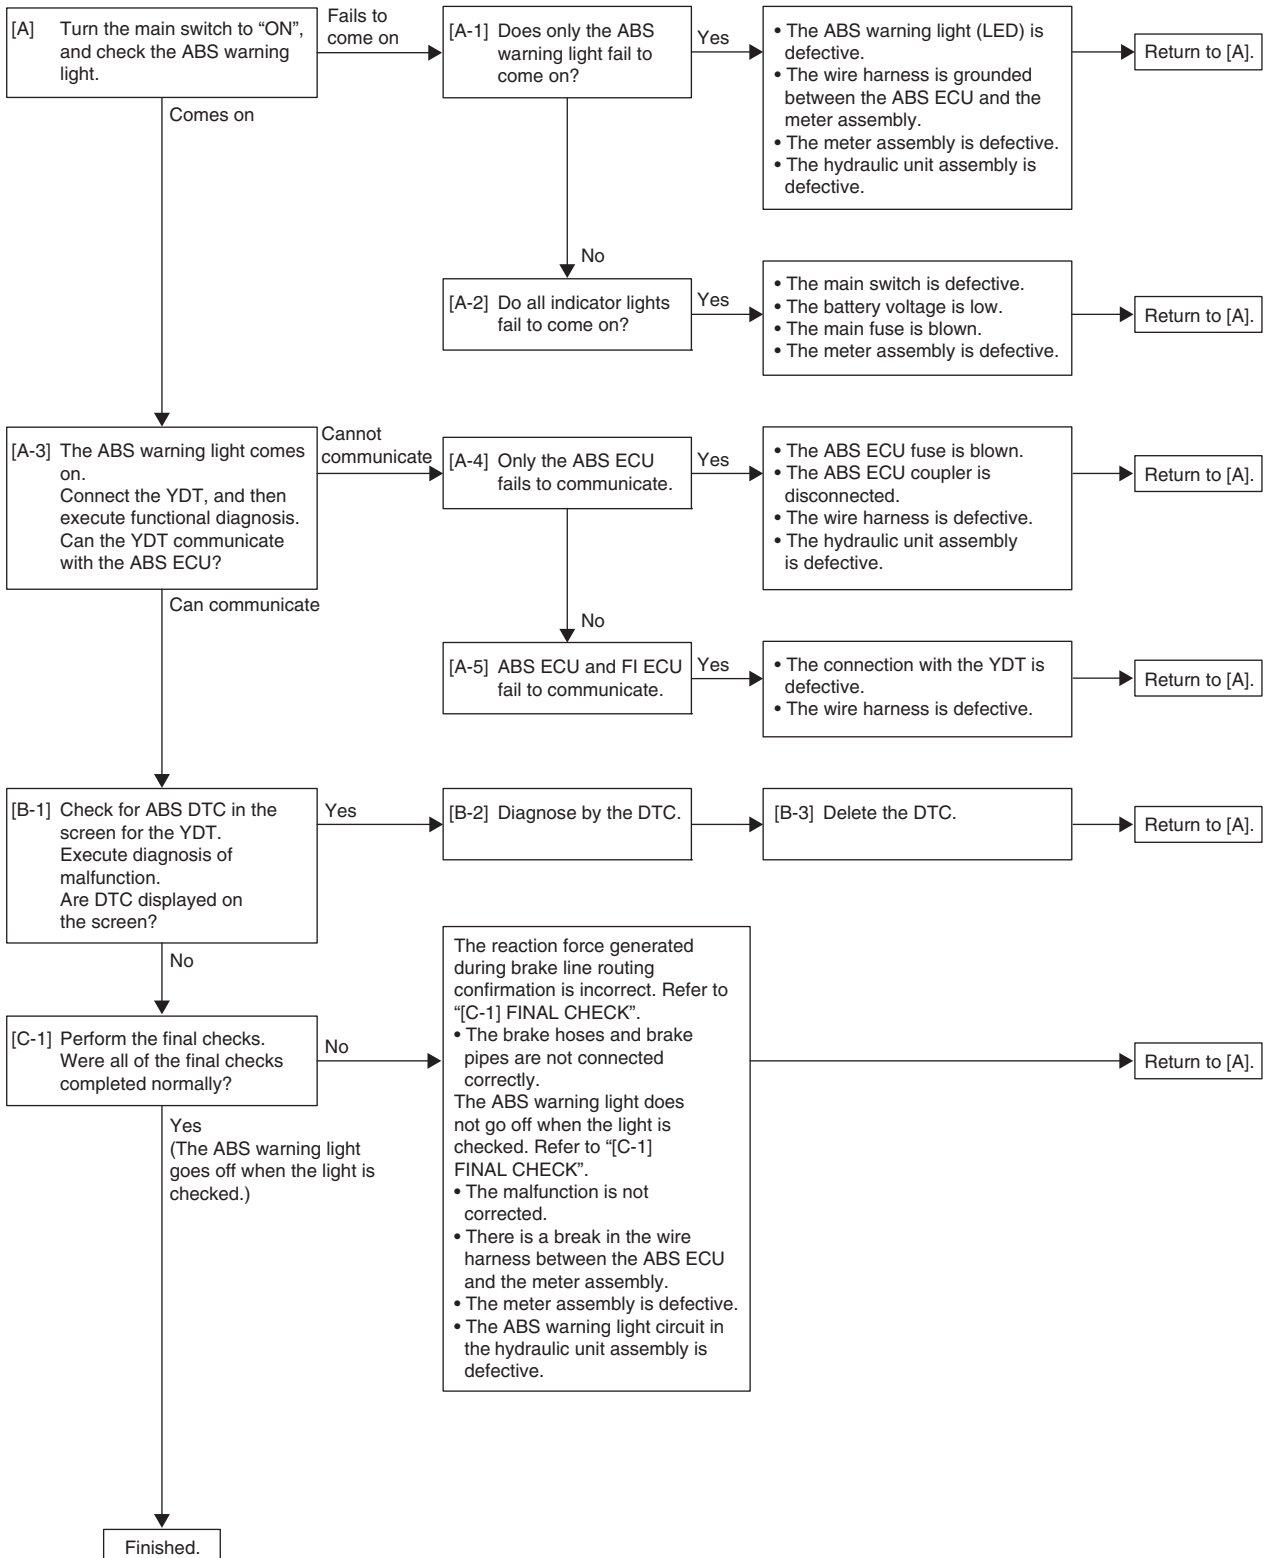 [A] Turn the main switch to “ON”,
and check the ABS warning
light.
Fails to
come on
[A-1] Does only the ABS
warning light fail to
come on?
Yes
• The ABS warning light (LED) is
defective.
• The wire harness is grounded
between the ABS ECU and the
meter assembly.
• The meter assembly is defective.
• The hydraulic unit assembly is
defective.
Return to [A].
Comes on
No
[A-2] Do all indicator lights
fail to come on?
Yes
• The main switch is defective.
• The battery voltage is low.
• The main fuse is blown.
• The meter assembly is defective.
Return to [A].
[A-3] The ABS warning light comes
on.
Connect the YDT, and then
execute functional diagnosis.
Can the YDT communicate
with the ABS ECU?
Cannot
communicate
[A-4] Only the ABS ECU
fails to communicate.
Yes
• The ABS ECU fuse is blown.
• The ABS ECU coupler is
disconnected.
• The wire harness is defective.
• The hydraulic unit assembly
is defective.
Return to [A].
Can communicate
No
[A-5] ABS ECU and FI ECU
fail to communicate.
Yes
• The connection with the YDT is
defective.
• The wire harness is defective.
Return to [A].
[B-1] Check for ABS DTC in the
screen for the YDT.
Execute diagnosis of
malfunction.
Are DTC displayed on
the screen?
Yes
[B-2] Diagnose by the DTC.
[B-3] Delete the DTC.
Return to [A].
No
[C-1] Perform the final checks.
Were all of the final checks
completed normally?
No
The reaction force generated
during brake line routing
confirmation is incorrect. Refer to
“[C-1] FINAL CHECK”.
• The brake hoses and brake
pipes are not connected
correctly.
The ABS warning light does
not go off when the light is
checked. Refer to “[C-1]
FINAL CHECK”.
• The malfunction is not
corrected.
• There is a break in the wire
harness between the ABS ECU
and the meter assembly.
• The meter assembly is defective.
• The ABS warning light circuit in
the hydraulic unit assembly is
defective.
Return to [A].
Yes
(The ABS warning light
goes off when the light is
checked.)
Finished.